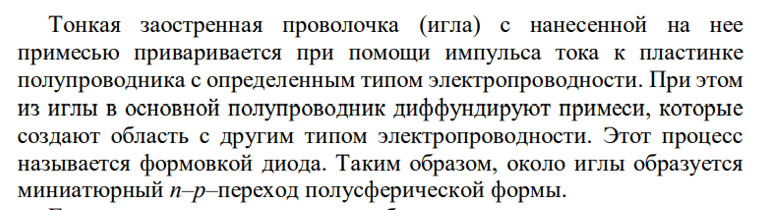 Тонкая заостренная проволочка (игла) с нанесенной на нее
примесью приваривается при помощи импульса тока к пластинке
полупроводника с определенным типом электропроводности. При этом
из иглы в основной полупроводник диффундируют примеси, которые
создают область с другим типом электропроводности. Этот процесс
называется формовкой диода. Таким образом, около иглы образуется
миниатюрный n–p–переход полусферической формы.